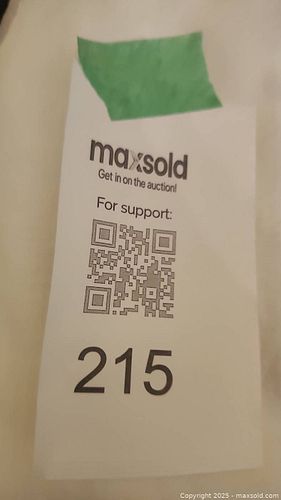 maxsold
Get in on the auction!
For support:
215
Copyright 2025 - maxsold.com